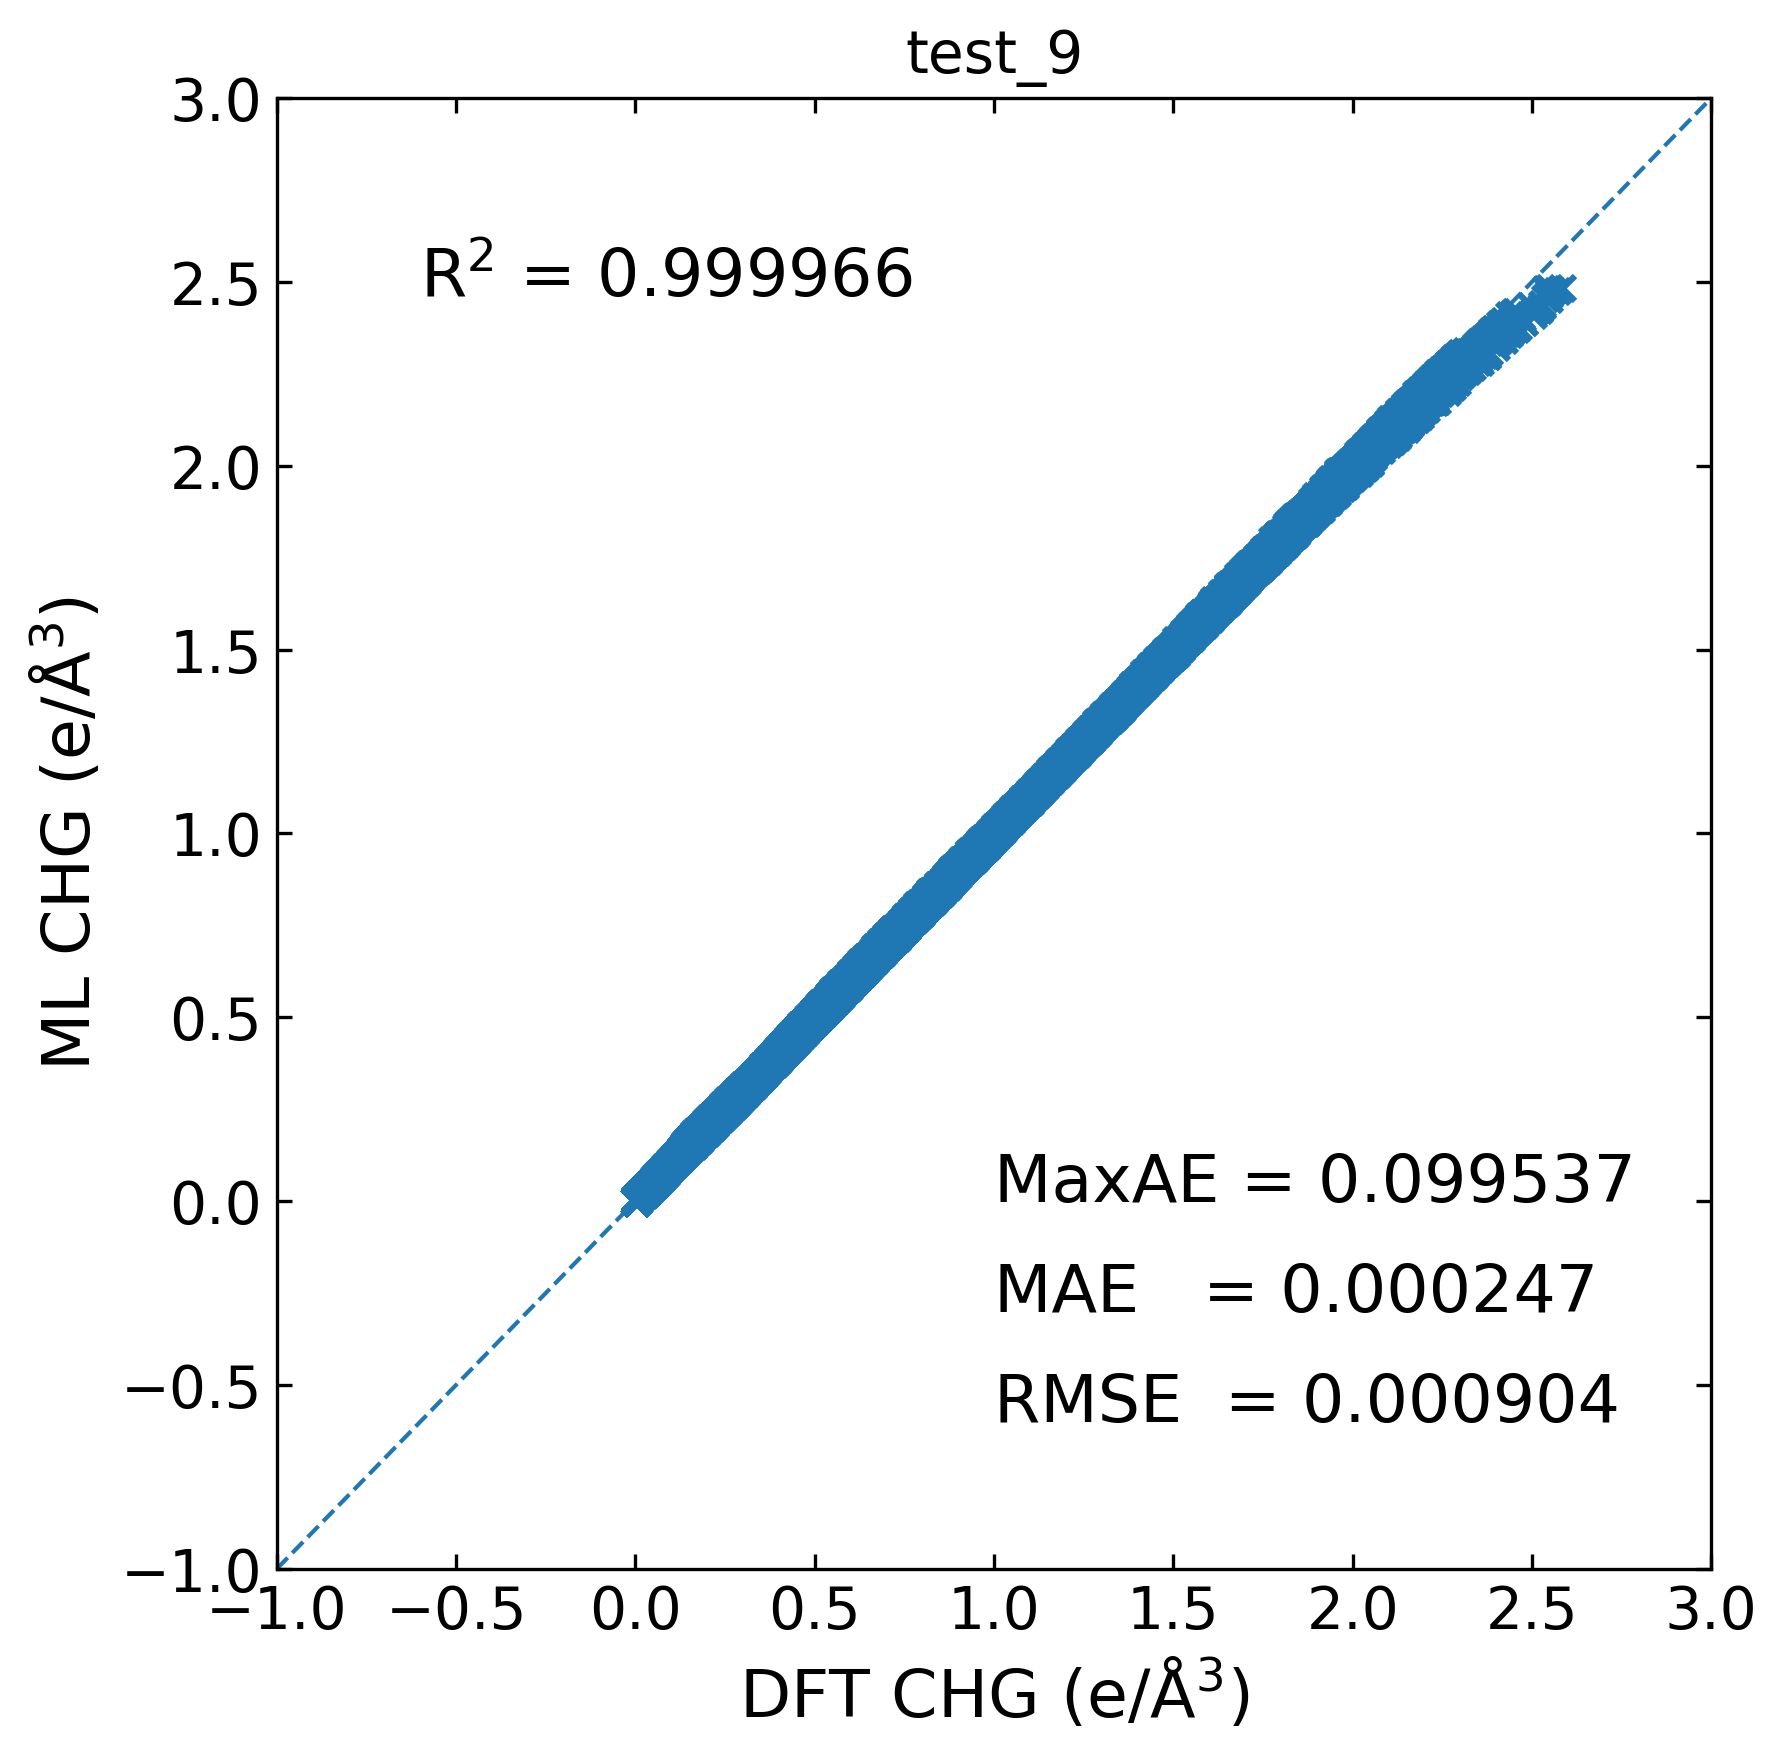 test_9
3.0
2.5
2.0
1.5
1.0
0.5
0.0
−0.5
−1.0
ML CHG (e/Å³)
R² = 0.999966
MaxAE = 0.099537
MAE = 0.000247
RMSE = 0.000904
−1.0 −0.5 0.0 0.5 1.0 1.5 2.0 2.5 3.0
DFT CHG (e/Å³)